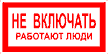 НЕ ВКЛЮЧАТЬ
РАБОТАЮТ ЛЮДИ